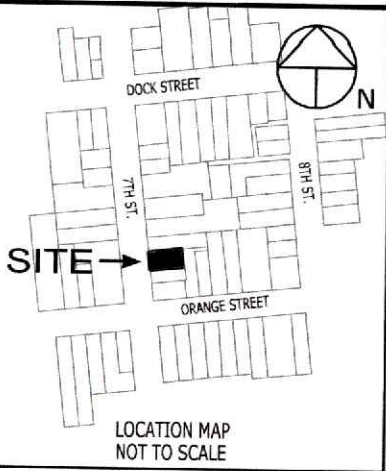 DOCK STREET
N
7TH ST.
8TH ST.
SITE
ORANGE STREET
LOCATION MAP
NOT TO SCALE